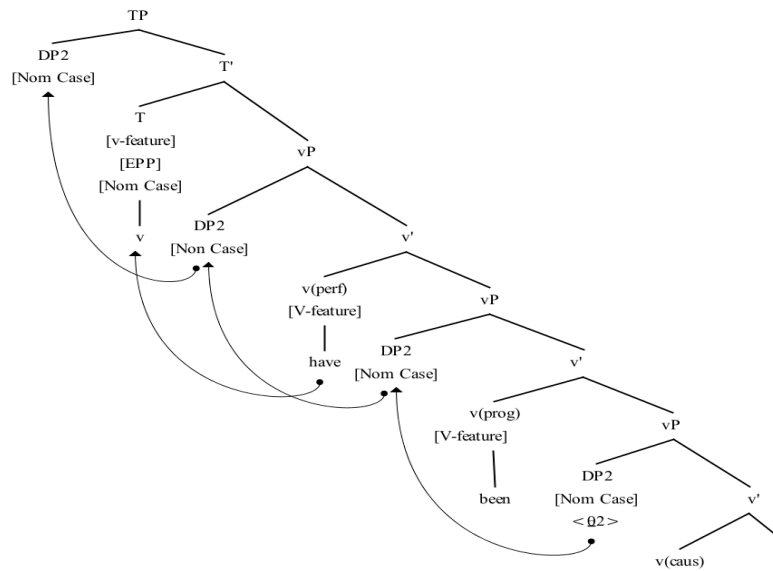 TP
DP2
[Nom Case]
T'
T
[v-feature]
[EPP]
[Nom Case]
v
vP
DP2
[Non Case]
v'
v(perf)
[V-feature]
have
vP
DP2
[Nom Case]
v'
v(prog)
[V-feature]
been
vP
DP2
[Nom Case]
<θ2>
v'
v(caus)